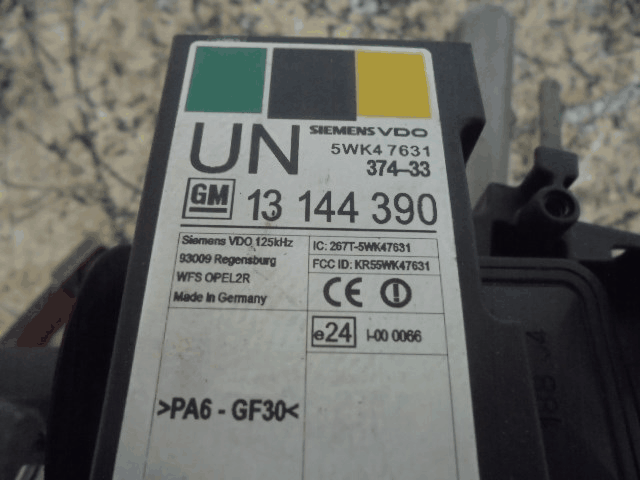 UN
SIEMENS VDO
5WK4 7631
374-33
GM 13 144 390
Siemens VDO 125kHz
93009 Regensburg
WFS OPEL2R
Made in Germany
IC: 267T-5WK47631
FCC ID: KR55WK47631
CE
e24 I-00 0066
>PA6 - GF30<